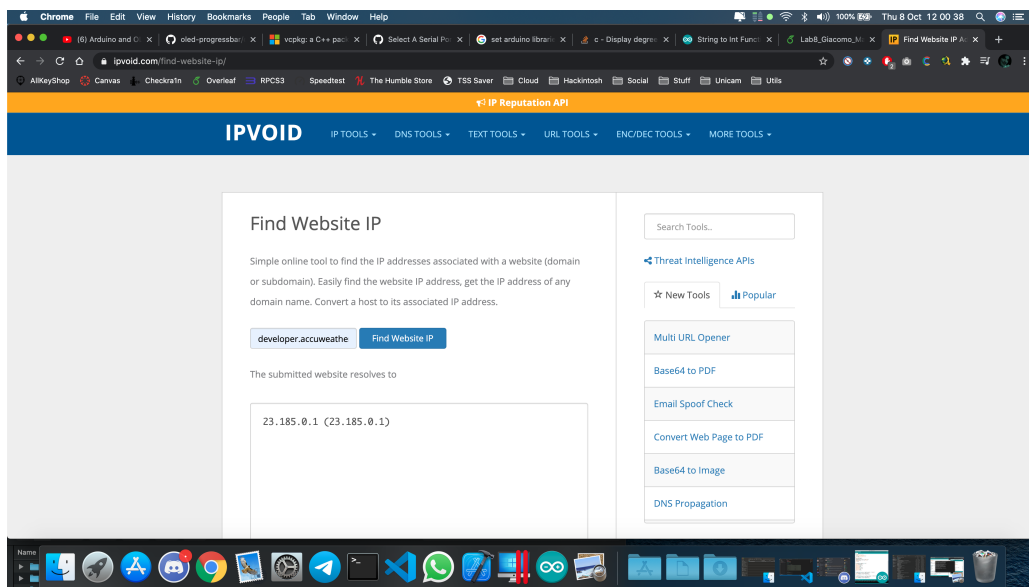 Chrome File Edit View History Bookmarks People Tab Window Help 100% Thu 8 Oct 12 00 38
(6) Arduino and C oled-progressbar vcpkg: a C++ pac Select A Serial Po set arduino librarie c - Display degree String to Int Funct Lab8_Giacomo_M Find Website IP A
ipvoid.com/find-website-ip/
AllKeyShop Canvas Checkra1n Overleaf RPCS3 Speedtest The Humble Store TSS Saver Cloud Hackintosh Social Stuff Unicam Utils
IP Reputation API
IPVOID IP TOOLS DNS TOOLS TEXT TOOLS URL TOOLS ENC/DEC TOOLS MORE TOOLS
Find Website IP
Simple online tool to find the IP addresses associated with a website (domain
or subdomain). Easily find the website IP address, get the IP address of any
domain name. Convert a host to its associated IP address.
developer.accuweathe Find Website IP
The submitted website resolves to
23.185.0.1 (23.185.0.1)
Search Tools..
Threat Intelligence APIs
New Tools Popular
Multi URL Opener
Base64 to PDF
Email Spoof Check
Convert Web Page to PDF
Base64 to Image
DNS Propagation
Name